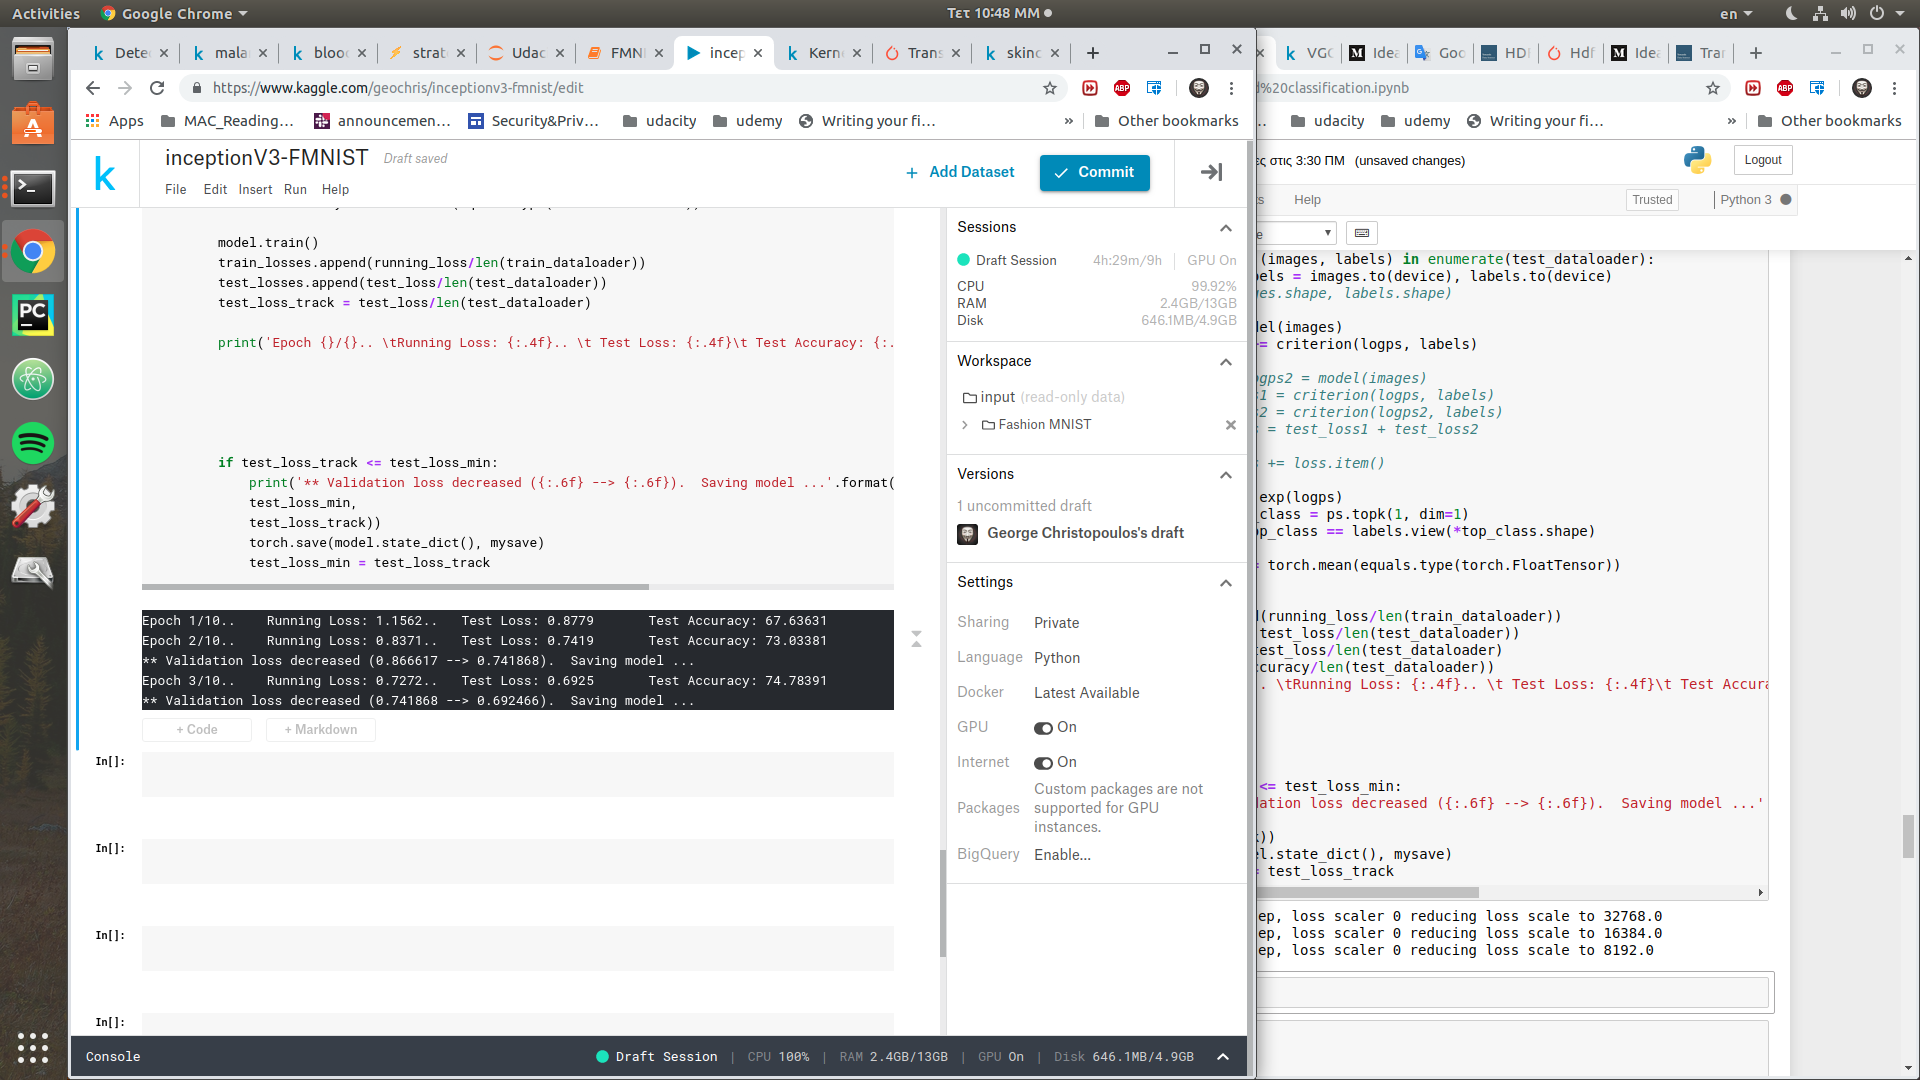 Activities
Google Chrome
Τετ 10:48 ΜΜ
en
Dete
mala
bloo
strat
Udac
FMNI
incep
Kerne
Trans
skinc
https://www.kaggle.com/geochris/inceptionv3-fmnist/edit
ABP
Apps
MAC_Reading...
announcemen...
Security&Priv...
udacity
udemy
Writing your fi...
»
Other bookmarks
k
inceptionV3-FMNIST
Draft saved
File
Edit
Insert
Run
Help
+ Add Dataset
Commit
model.train()
train_losses.append(running_loss/len(train_dataloader))
test_losses.append(test_loss/len(test_dataloader))
test_loss_track = test_loss/len(test_dataloader)
print('Epoch {}/{}.. \tRunning Loss: {:.4f}.. \t Test Loss: {:.4f}\t Test Accuracy: {:.
if test_loss_track <= test_loss_min:
print('** Validation loss decreased ({:.6f} --> {:.6f}).  Saving model ...'.format(
test_loss_min,
test_loss_track))
torch.save(model.state_dict(), mysave)
test_loss_min = test_loss_track
Epoch 1/10..    Running Loss: 1.1562..   Test Loss: 0.8779       Test Accuracy: 67.63631
Epoch 2/10..    Running Loss: 0.8371..   Test Loss: 0.7419       Test Accuracy: 73.03381
** Validation loss decreased (0.866617 --> 0.741868).  Saving model ...
Epoch 3/10..    Running Loss: 0.7272..   Test Loss: 0.6925       Test Accuracy: 74.78391
** Validation loss decreased (0.741868 --> 0.692466).  Saving model ...
+ Code
+ Markdown
In[]:
In[]:
In[]:
In[]:
Sessions
Draft Session
4h:29m/9h
GPU On
CPU
99.92%
RAM
2.4GB/13GB
Disk
646.1MB/4.9GB
Workspace
input (read-only data)
Fashion MNIST
Versions
1 uncommitted draft
George Christopoulos's draft
Settings
Sharing
Private
Language
Python
Docker
Latest Available
GPU
On
Internet
On
Packages
Custom packages are not
supported for GPU
instances.
BigQuery
Enable...
Console
Draft Session | CPU 100% | RAM 2.4GB/13GB | GPU On | Disk 646.1MB/4.9GB
VGG
Idea
Goo
HDI
Hdf
Idea
Trar
d%20classification.ipynb
ABP
udacity
udemy
Writing your fi...
»
Other bookmarks
ες στις 3:30 ΠΜ (unsaved changes)
Logout
Help
Trusted
Python 3
(images, labels) in enumerate(test_dataloader):
els = images.to(device), labels.to(device)
es.shape, labels.shape)
del(images)
= criterion(logps, labels)
gps2 = model(images)
1 = criterion(logps, labels)
2 = criterion(logps2, labels)
= test_loss1 + test_loss2
+= loss.item()
exp(logps)
_class = ps.topk(1, dim=1)
p_class == labels.view(*top_class.shape)
torch.mean(equals.type(torch.FloatTensor))
(running_loss/len(train_dataloader))
test_loss/len(test_dataloader))
est_loss/len(test_dataloader)
ccuracy/len(test_dataloader))
. \tRunning Loss: {:.4f}.. \t Test Loss: {:.4f}\t Test Accura
<= test_loss_min:
ation loss decreased ({:.6f} --> {:.6f}).  Saving model ...'
))
l.state_dict(), mysave)
test_loss_track
ep, loss scaler 0 reducing loss scale to 32768.0
ep, loss scaler 0 reducing loss scale to 16384.0
ep, loss scaler 0 reducing loss scale to 8192.0
PC